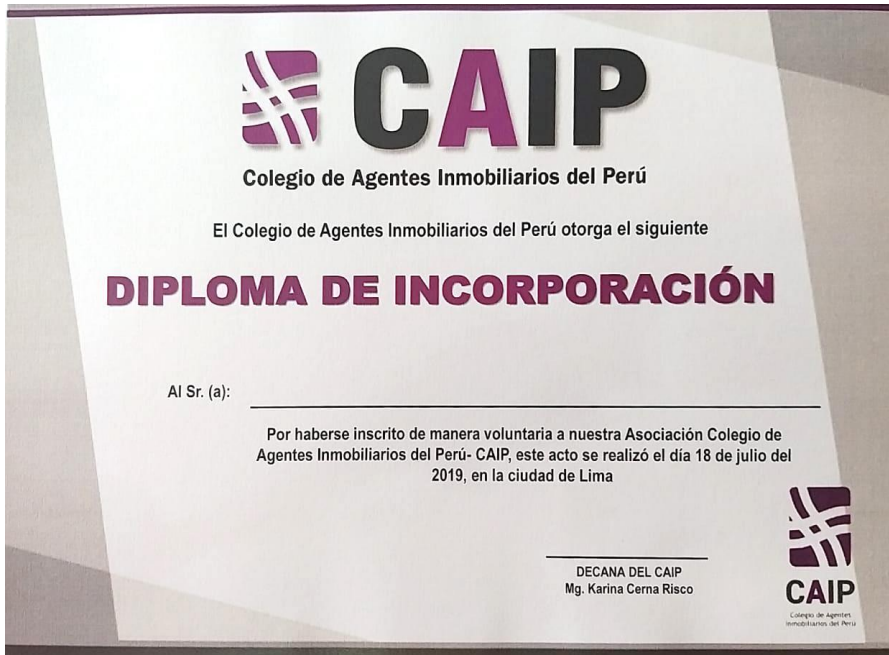 CAIP
Colegio de Agentes Inmobiliarios del Perú
El Colegio de Agentes Inmobiliarios del Perú otorga el siguiente
DIPLOMA DE INCORPORACIÓN
Al Sr. (a):
Por haberse inscrito de manera voluntaria a nuestra Asociación Colegio de
Agentes Inmobiliarios del Perú- CAIP, este acto se realizó el día 18 de julio del
2019, en la ciudad de Lima
DECANA DEL CAIP
Mg. Karina Cerna Risco
CAIP
Colegio de Agentes
Inmobiliarios del Perú